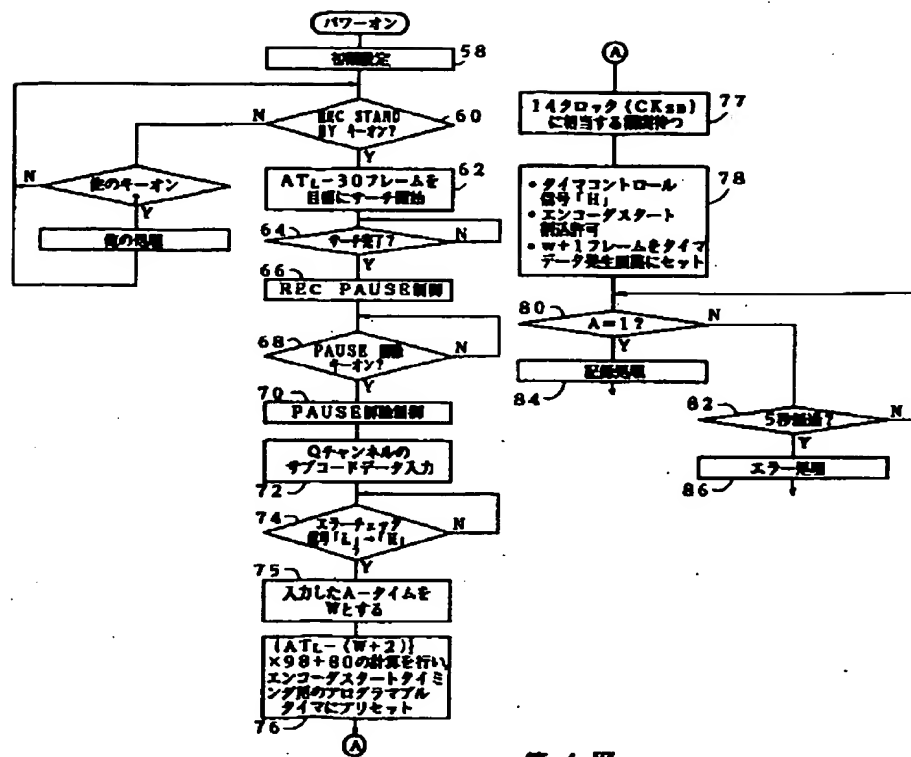 パワーオン
初期設定
58
REC STAND
BY キーオン?
60
N
Y
他のキーオン
?
N
Y
他の処理
ATL-30フレームを
目標にサーチ開始
62
サーチ完了?
64
N
Y
66
REC PAUSE制御
PAUSE 解除
キーオン?
68
N
Y
70
PAUSE解除制御
Qチャンネルの
サブコードデータ入力
72
エラーチェック
信号「L」→「H」
?
74
N
Y
75
入力したA-タイムを
Wとする
{ATL-(W+2)}
×98+80の計算を行い
エンコーダスタートタイミ
ング用のプログラマブル
タイマにプリセット
76
A
A
14クロック(CKSB)
に相当する期間待つ
77
• タイマコントロール
信号「H」
• エンコーダスタート
割込許可
• W+1フレームをタイマ
データ発生回路にセット
78
80
A=1?
N
Y
記録処理
84
82
5秒経過?
N
Y
エラー処理
86